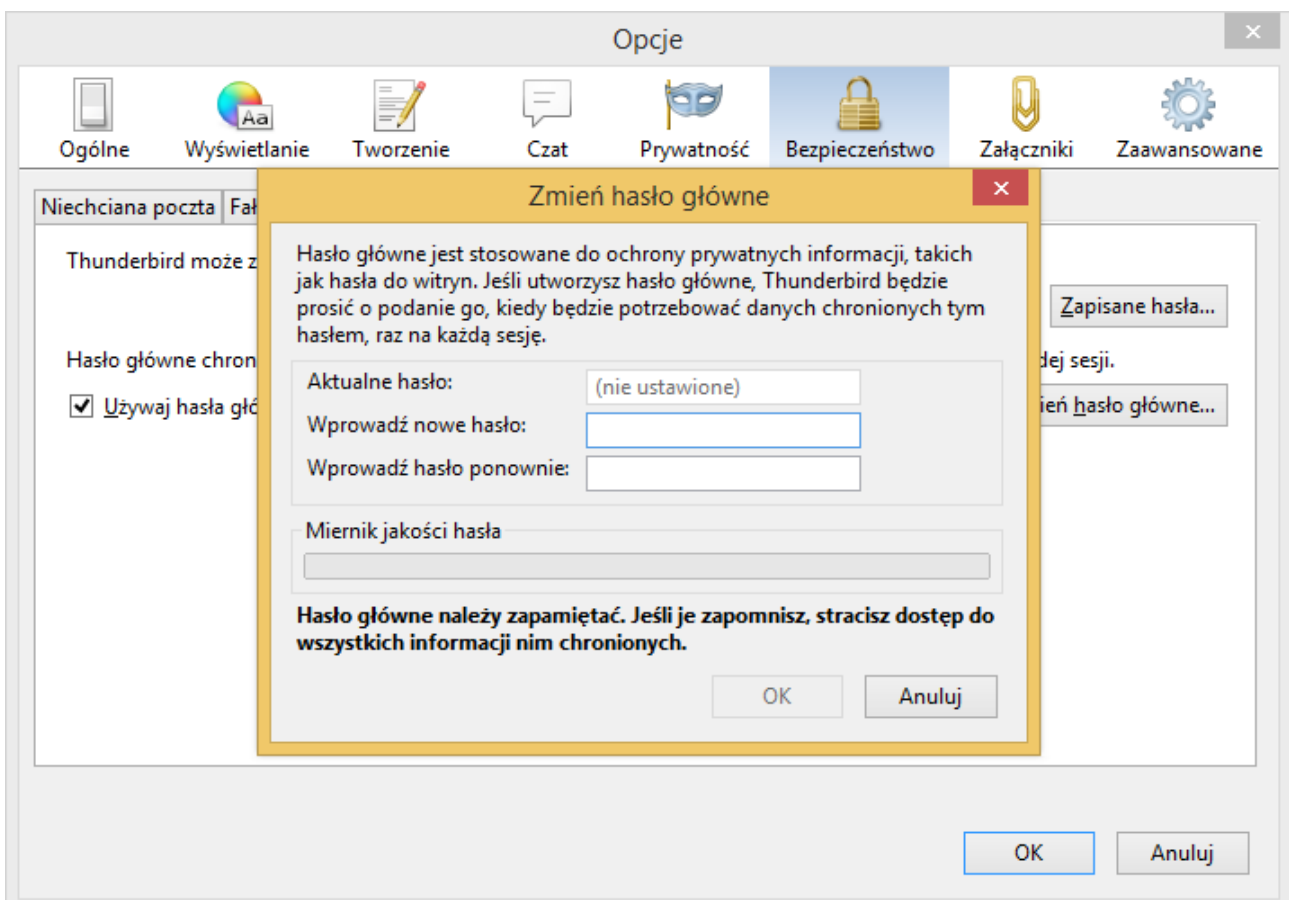 Opcje
Aa
Ogólne Wyświetlanie Tworzenie Czat Prywatność Bezpieczeństwo Załączniki Zaawansowane
Zmień hasło główne
Niechciana poczta
Hasło główne jest stosowane do ochrony prywatnych informacji, takich
jak hasła do witryn. Jeśli utworzysz hasło główne, Thunderbird będzie
prosić o podanie go, kiedy będzie potrzebować danych chronionych tym
hasłem, raz na każdą sesję.
Thunderbird może z
Zapisane hasła...
Hasło główne chron
dej sesji.
Używaj hasła głó
ień hasło główne...
Aktualne hasło: (nie ustawione)
Wprowadź nowe hasło:
Wprowadź hasło ponownie:
Miernik jakości hasła
Hasło główne należy zapamiętać. Jeśli je zapomnisz, stracisz dostęp do
wszystkich informacji nim chronionych.
OK Anuluj
OK Anuluj